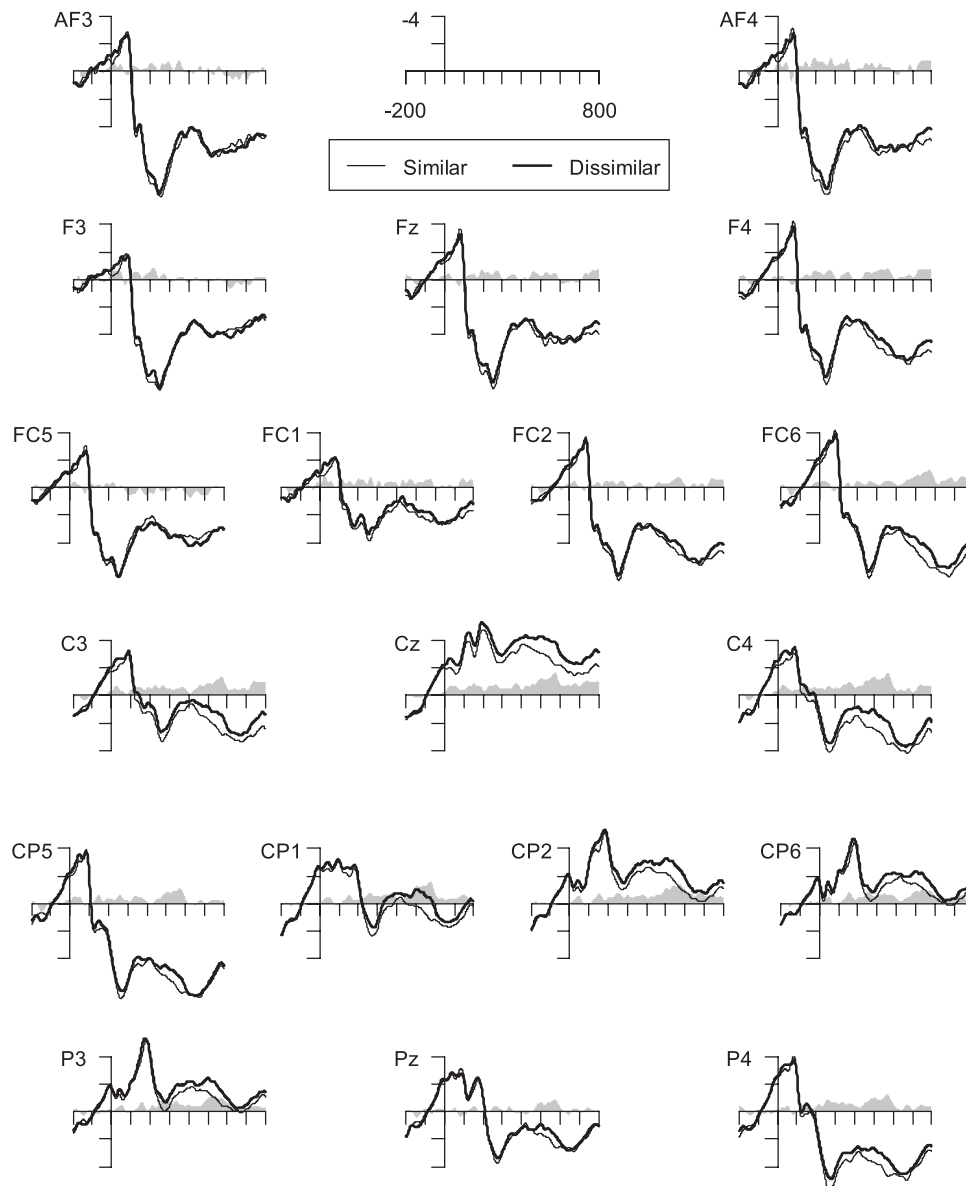 AF3 -4 AF4
-200 800
Similar Dissimilar
F3 Fz F4
FC5 FC1 FC2 FC6
C3 Cz C4
CP5 CP1 CP2 CP6
P3 Pz P4